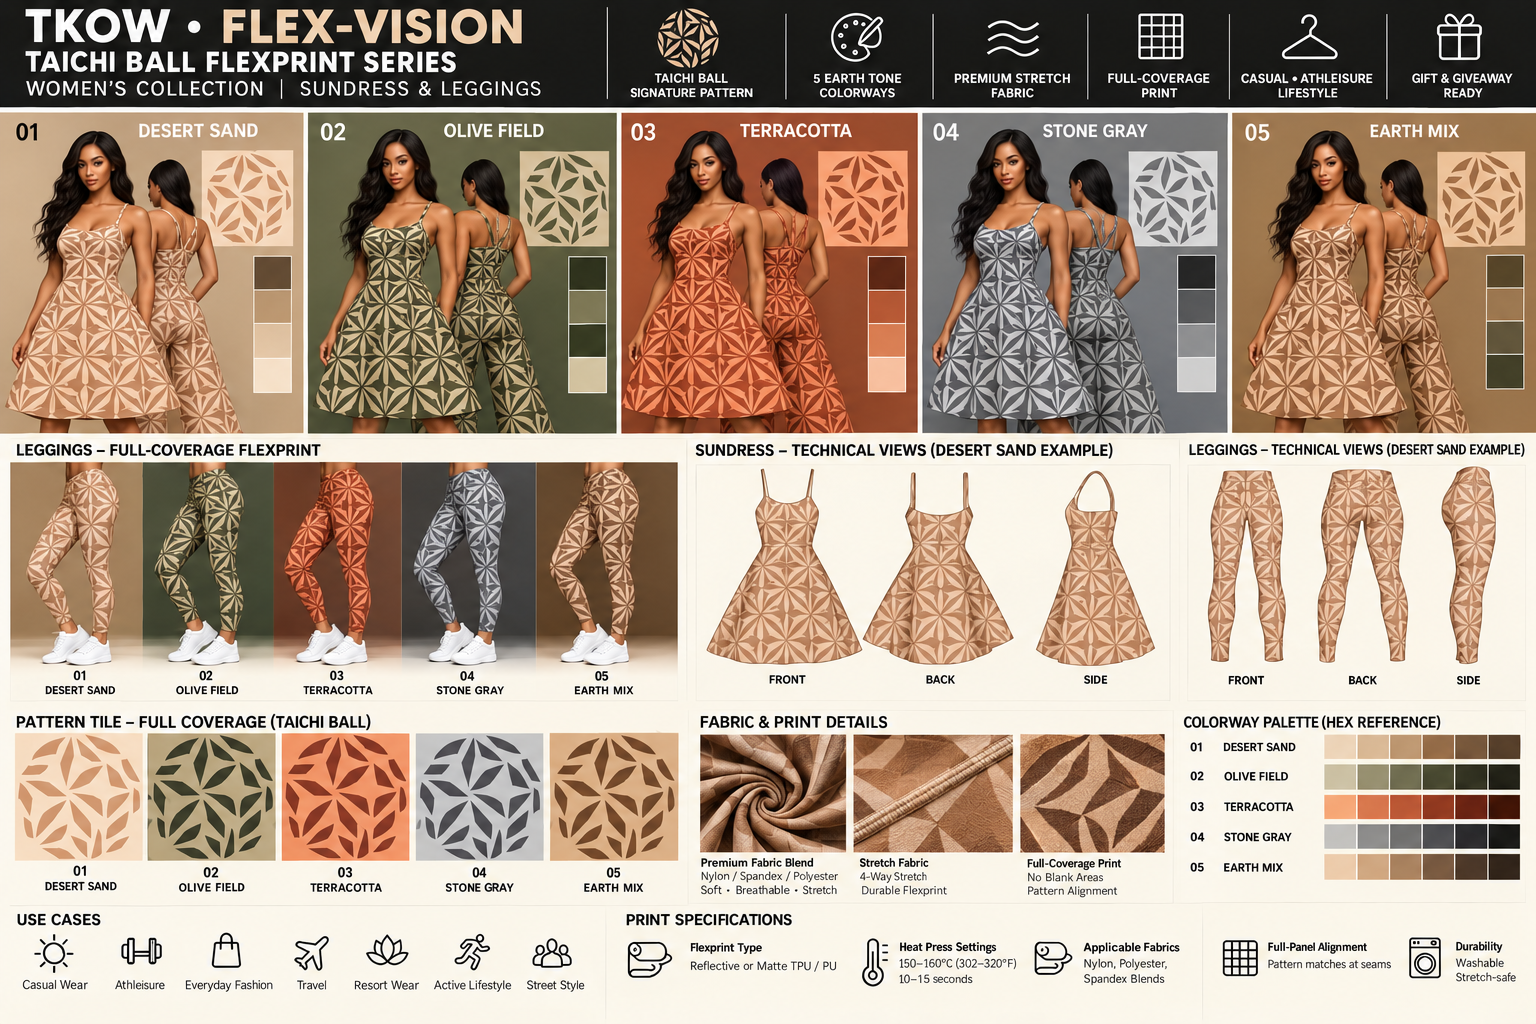 TKOW • FLEX-VISION
TAICHI BALL FLEXPRINT SERIES
WOMEN'S COLLECTION | SUNDRESS & LEGGINGS
TAICHI BALL
SIGNATURE PATTERN
5 EARTH TONE
COLORWAYS
PREMIUM STRETCH
FABRIC
FULL-COVERAGE
PRINT
CASUAL • ATHLEISURE
LIFESTYLE
GIFT & GIVEAWAY
READY
01 DESERT SAND
02 OLIVE FIELD
03 TERRACOTTA
04 STONE GRAY
05 EARTH MIX
LEGGINGS – FULL-COVERAGE FLEXPRINT
01
DESERT SAND
02
OLIVE FIELD
03
TERRACOTTA
04
STONE GRAY
05
EARTH MIX
SUNDRESS – TECHNICAL VIEWS (DESERT SAND EXAMPLE)
FRONT
BACK
SIDE
LEGGINGS – TECHNICAL VIEWS (DESERT SAND EXAMPLE)
FRONT
BACK
SIDE
PATTERN TILE – FULL COVERAGE (TAICHI BALL)
01
DESERT SAND
02
OLIVE FIELD
03
TERRACOTTA
04
STONE GRAY
05
EARTH MIX
FABRIC & PRINT DETAILS
Premium Fabric Blend
Nylon / Spandex / Polyester
Soft • Breathable • Stretch
Stretch Fabric
4-Way Stretch
Durable Flexprint
Full-Coverage Print
No Blank Areas
Pattern Alignment
COLORWAY PALETTE (HEX REFERENCE)
01 DESERT SAND
02 OLIVE FIELD
03 TERRACOTTA
04 STONE GRAY
05 EARTH MIX
USE CASES
Casual Wear
Athleisure
Everyday Fashion
Travel
Resort Wear
Active Lifestyle
Street Style
PRINT SPECIFICATIONS
Flexprint Type
Reflective or Matte TPU / PU
Heat Press Settings
150–160°C (302–320°F)
10–15 seconds
Applicable Fabrics
Nylon, Polyester,
Spandex Blends
Full-Panel Alignment
Pattern matches at seams
Durability
Washable
Stretch-safe